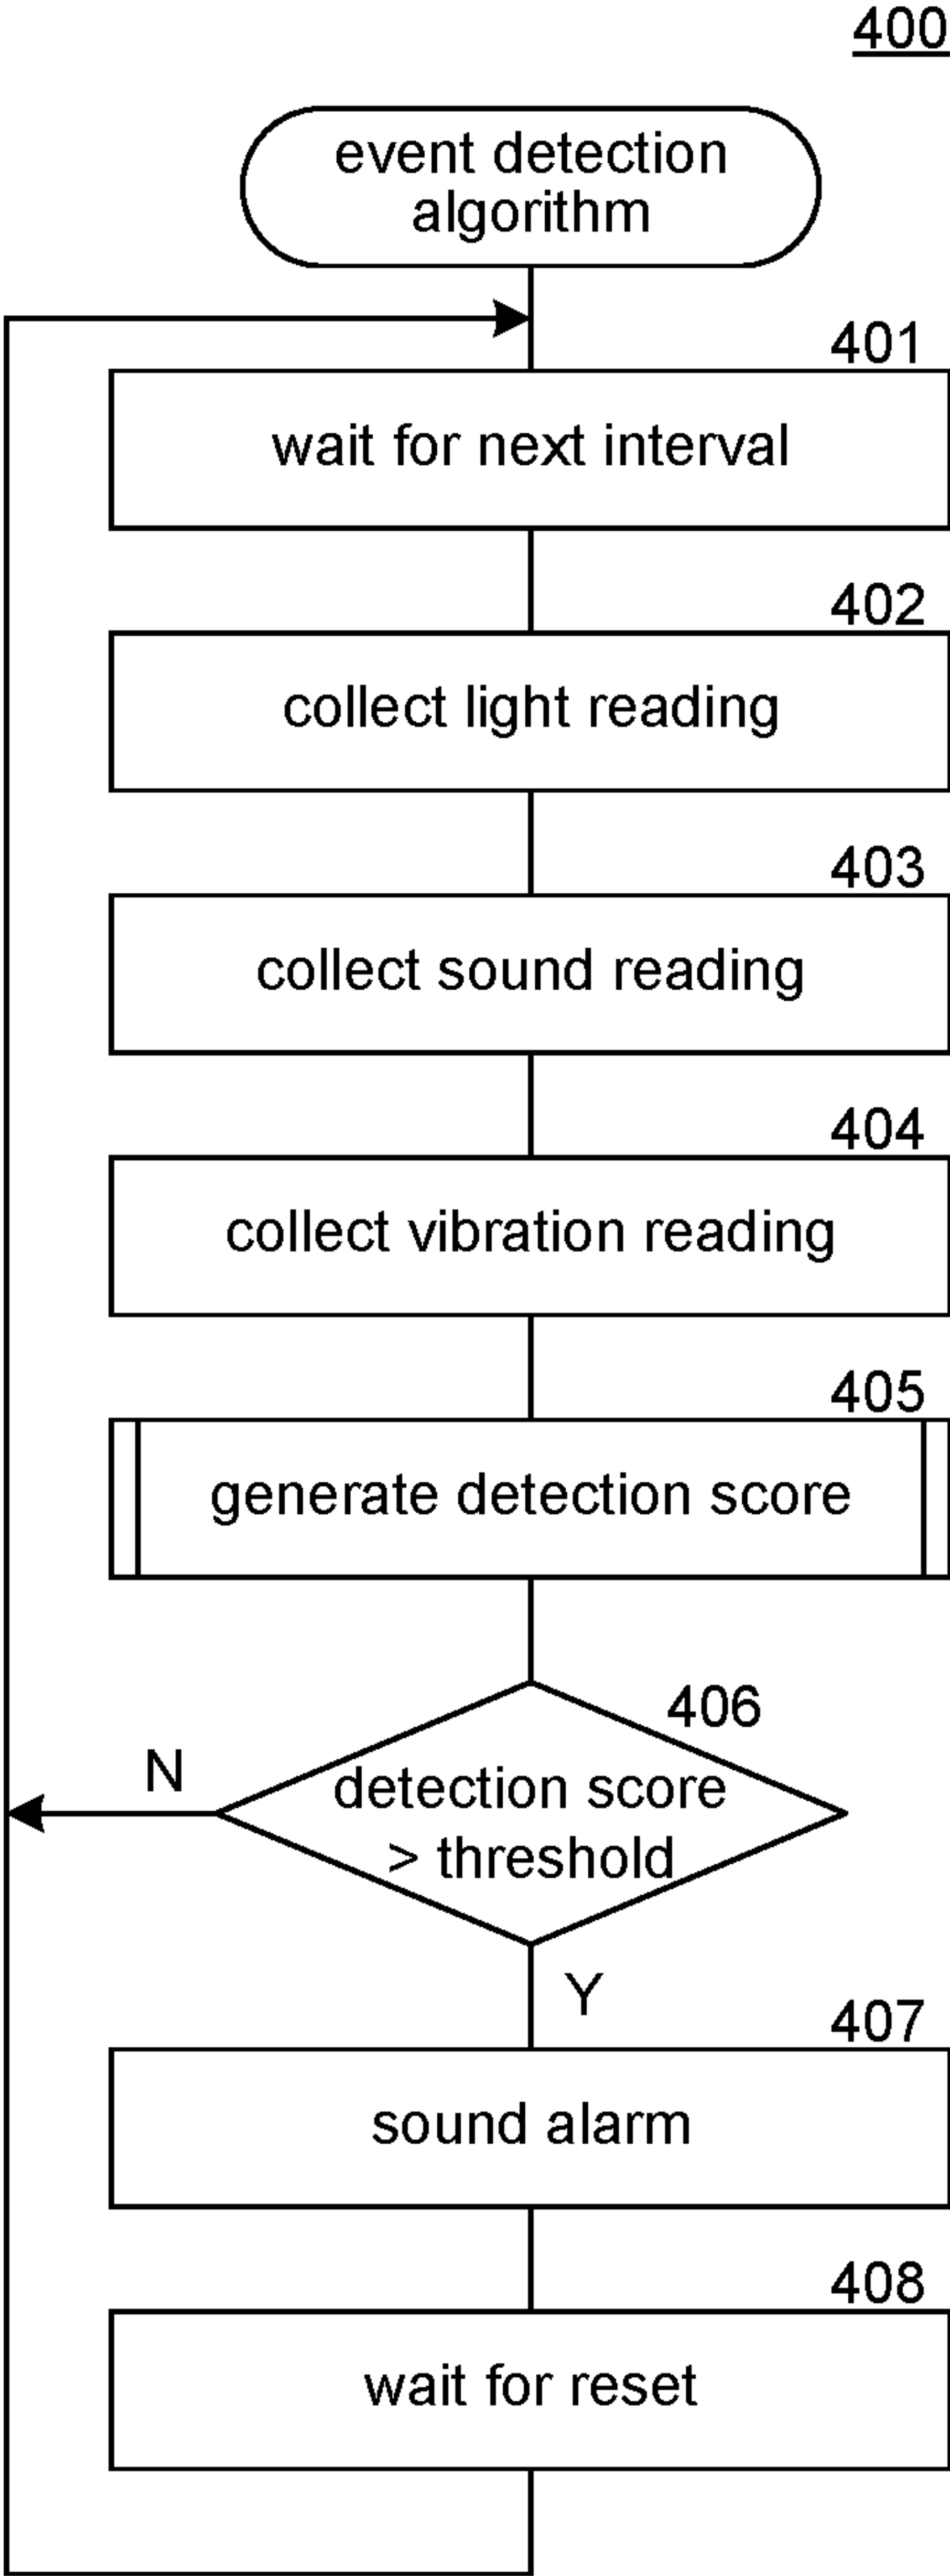 400
event detection
algorithm
401
wait for next interval
402
collect light reading
403
collect sound reading
404
collect vibration reading
405
generate detection score
406
N
detection score
> threshold
Y
407
sound alarm
408
wait for reset